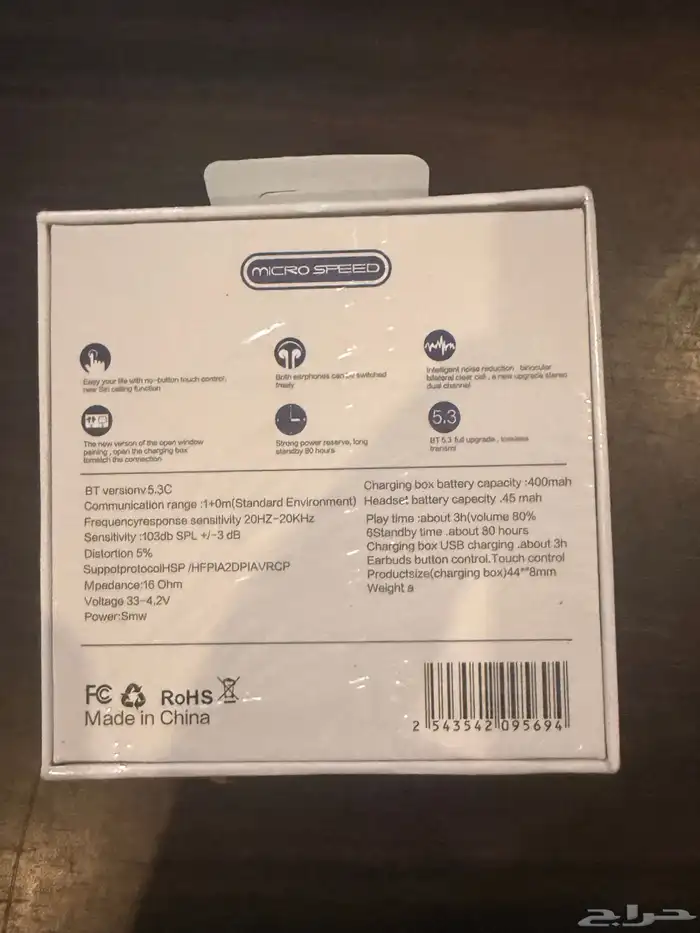 MICRO SPEED
Enjoy your life with no-button touch control,
new Siri calling function
Both earphones can be switched
freely
Intelligent noise reduction binocular
bilateral clear call , a new upgrade stereo
dual channel
The new version of the open window
pairing , open the charging box
tomatch the connection
Strong power reserve, long
standby 80 hours
5.3
BT 5.3 full upgrade , lossless
transmi
BT versionv5.3C
Communication range :1+0m(Standard Environment)
Frequencyresponse sensitivity 20HZ-20KHz
Sensitivity :103db SPL +/-3 dB
Distortion 5%
SuppotprotocolHSP /HFPIA2DPIAVRCP
Mpedance:16 Ohm
Voltage 33-4,2V
Power:Smw
Charging box battery capacity :400mah
Headset battery capecity .45 mah
Play time :about 3h(volume 80%
6Standby time .about 80 hours
Charging box USB charging .about 3h
Earbuds button control.Touch control
Productsize(charging box)44**8mm
Weight a
FC RoHS
Made in China
2 543542 095694
حراج